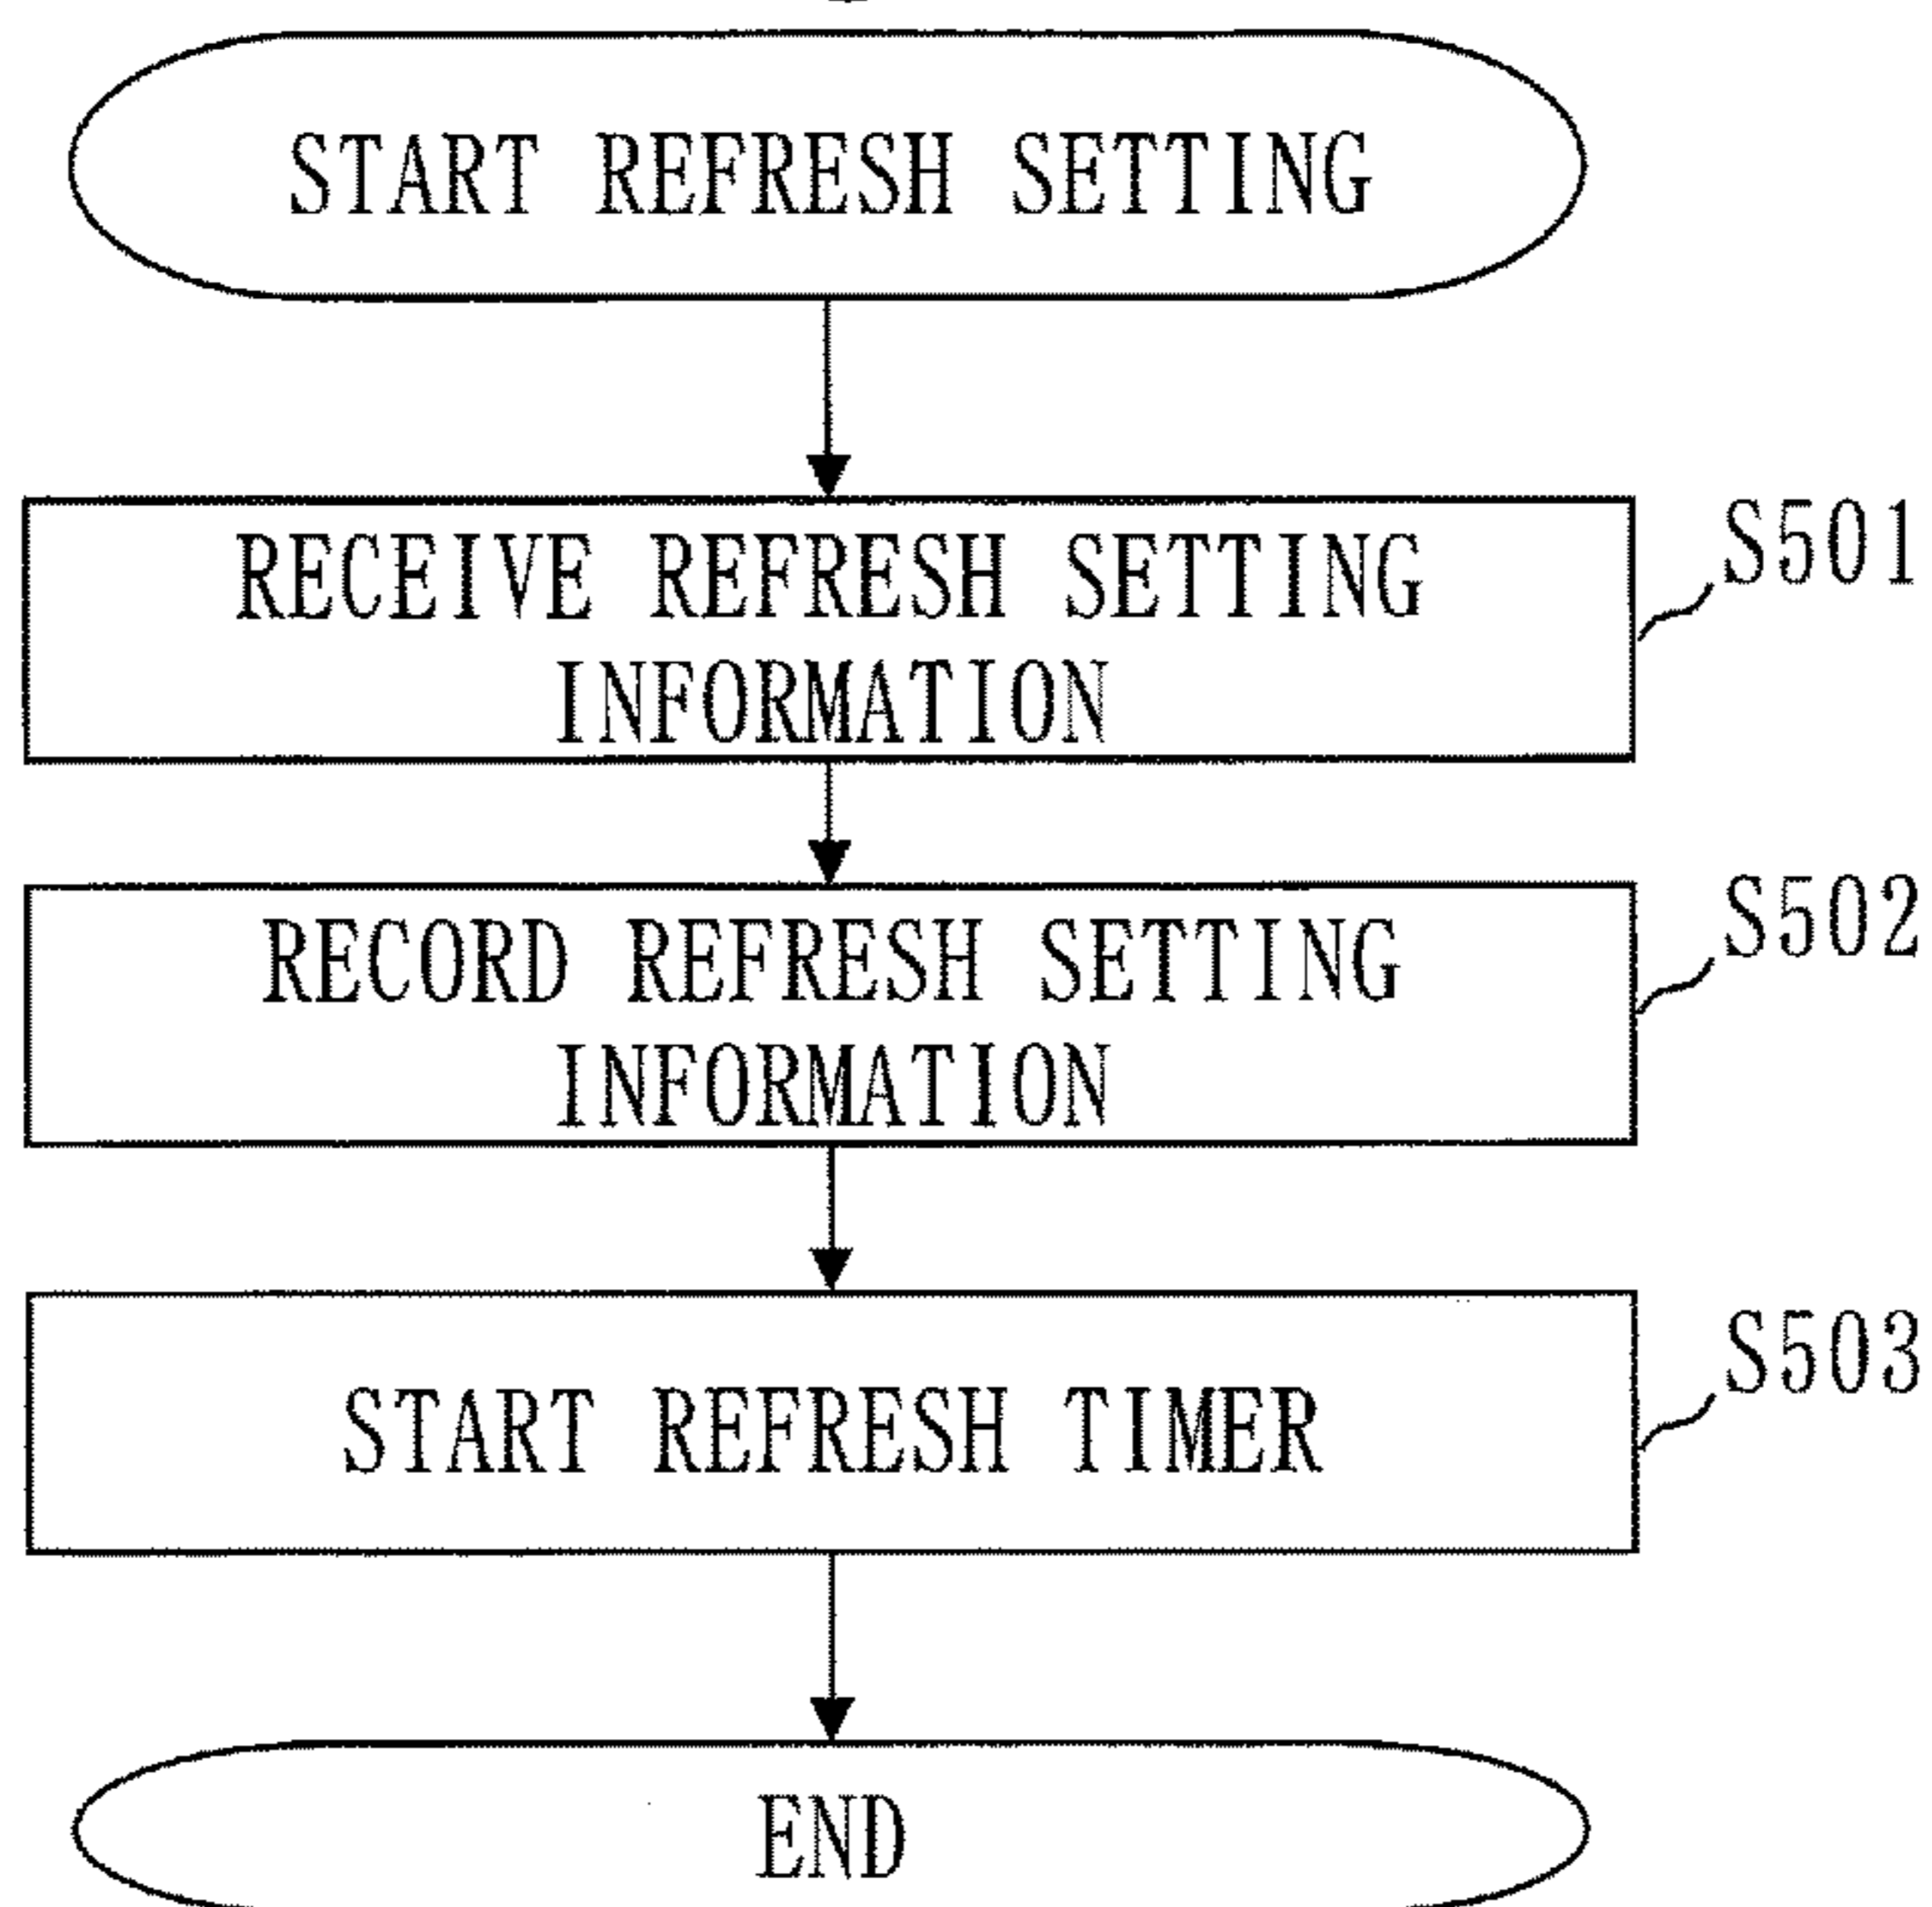 START REFRESH SETTING
RECEIVE REFRESH SETTING
INFORMATION
S501
RECORD REFRESH SETTING
INFORMATION
S502
START REFRESH TIMER
S503
END